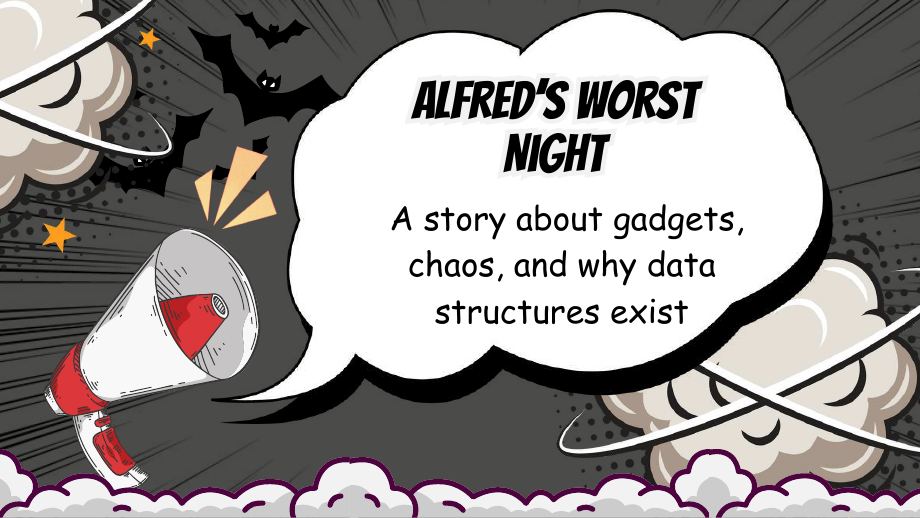 ALFRED'S WORST
NIGHT
A story about gadgets,
chaos, and why data
structures exist